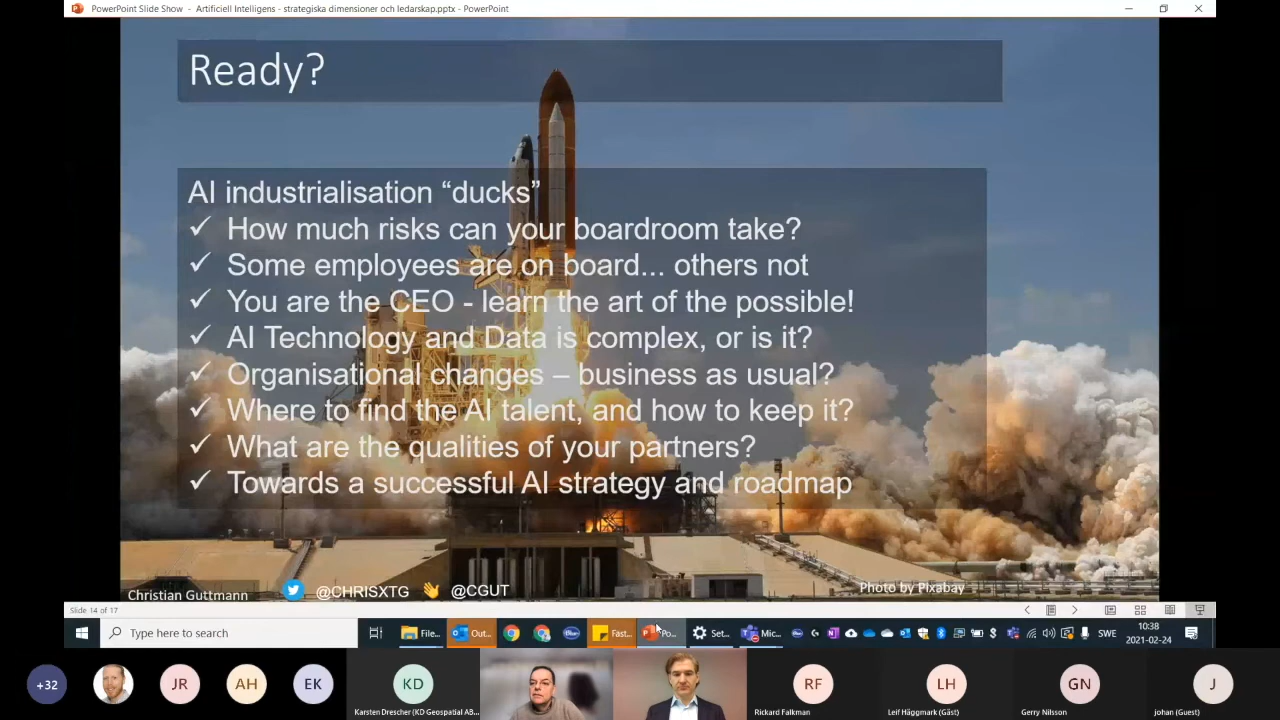 PowerPoint Slide Show - Artificiell Intelligens - strategiska dimensioner och ledarskap.pptx - PowerPoint
Ready?
AI industrialisation “ducks”
✓ How much risks can your boardroom take?
✓ Some employees are on board... others not
✓ You are the CEO - learn the art of the possible!
✓ AI Technology and Data is complex, or is it?
✓ Organisational changes – business as usual?
✓ Where to find the AI talent, and how to keep it?
✓ What are the qualities of your partners?
✓ Towards a successful AI strategy and roadmap
Christian Guttmann
@CHRISXTG 👋 @CGUT
Photo by Pixabay
Slide 14 of 17
Type here to search
File...
Out...
Fast...
Po...
Set...
Mic...
SWE
10:38
2021-02-24
+32
JR
AH
EK
KD
Karsten Drescher (KD Geospatial AB...
RF
Rickard Falkman
LH
Leif Häggmark (Gäst)
GN
Gerry Nilsson
J
johan (Guest)